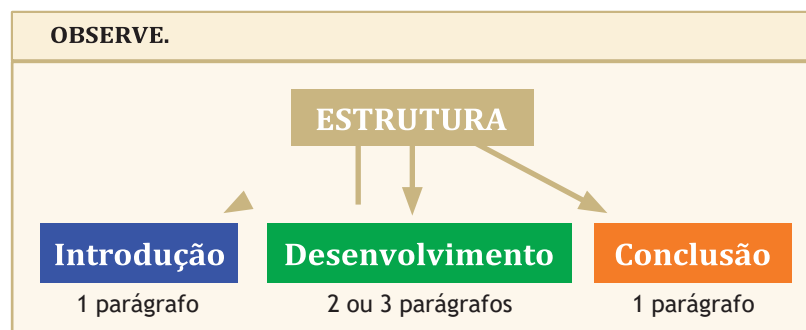 OBSERVE.
ESTRUTURA
Introdução Desenvolvimento Conclusão
1 parágrafo 2 ou 3 parágrafos 1 parágrafo